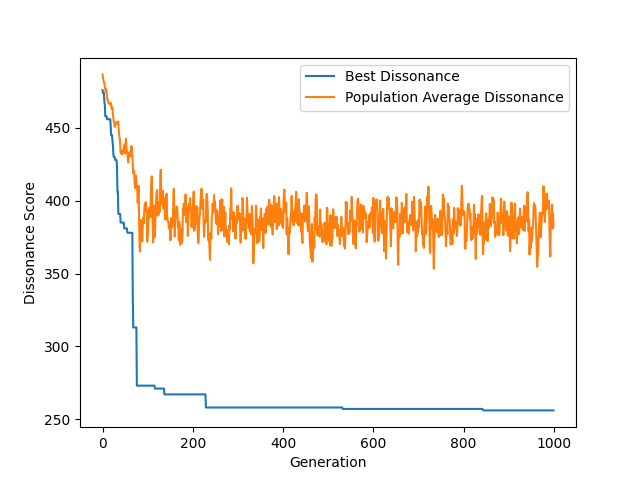 Best Dissonance
Population Average Dissonance
450
400
350
300
250
Dissonance Score
0 200 400 600 800 1000
Generation